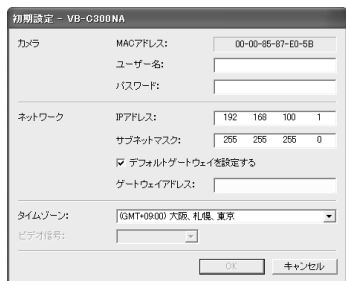 初期設定 - VB-C300NA
カメラ MACアドレス: 00-00-85-87-E0-5B
ユーザー名:
パスワード:
ネットワーク IPアドレス: 192 168 100 1
サブネットマスク: 255 255 255 0
デフォルトゲートウェイを設定する
ゲートウェイアドレス:
タイムゾーン: (GMT+09:00) 大阪、札幌、東京
ビデオ信号:
OK キャンセル